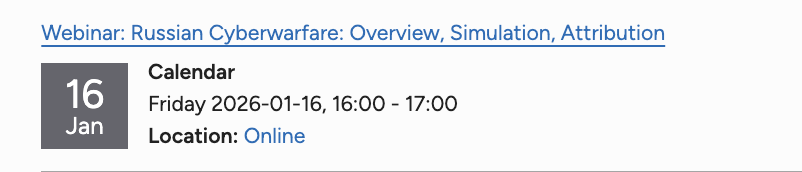 Webinar: Russian Cyberwarfare: Overview, Simulation, Attribution
16
Jan
Calendar
Friday 2026-01-16, 16:00 - 17:00
Location: Online